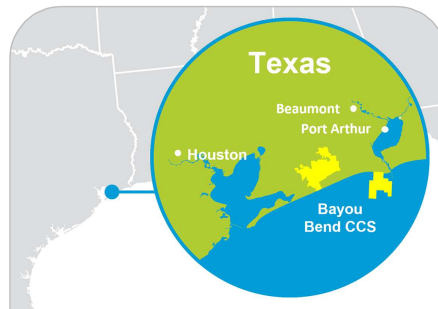 Texas
Beaumont
Port Arthur
Houston
Bayou
Bend CCS